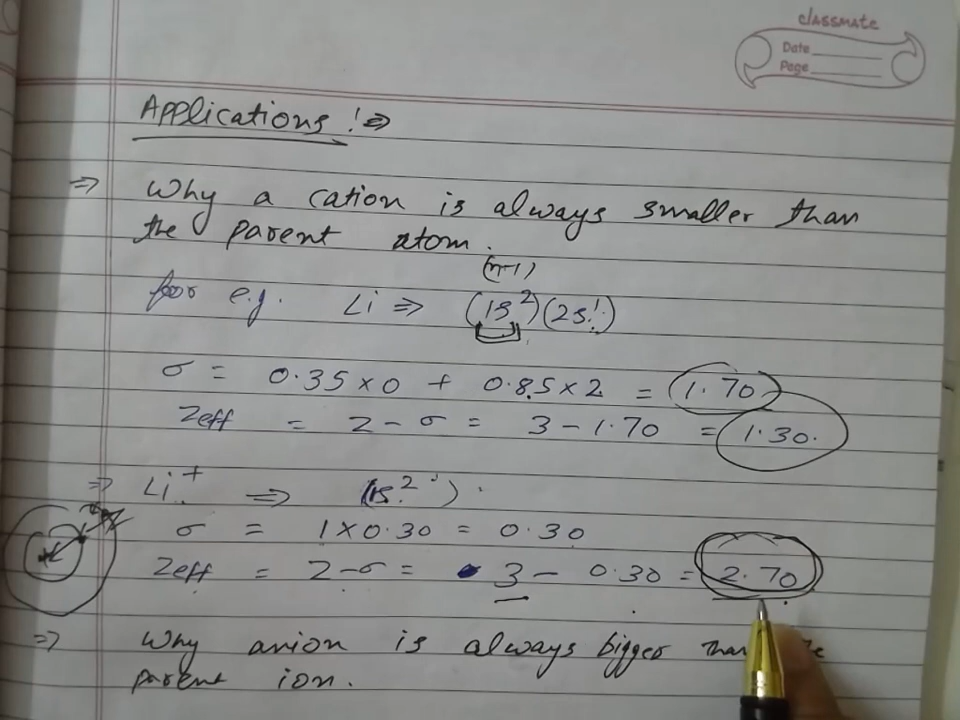 classmate
Date
Page
Applications :⇒
⇒ Why a cation is always smaller than
the parent atom.
(n-1)
for e.g. Li ⇒ (1s²)(2s¹)
σ = 0.35 × 0 + 0.85 × 2 = 1.70
Zeff = Z - σ = 3 - 1.70 = 1.30.
⇒ Li⁺ ⇒ (1s²).
σ = 1 × 0.30 = 0.30
Zeff = Z - σ = 3 - 0.30 = 2.70
⇒ Why anion is always bigger than
parent ion.